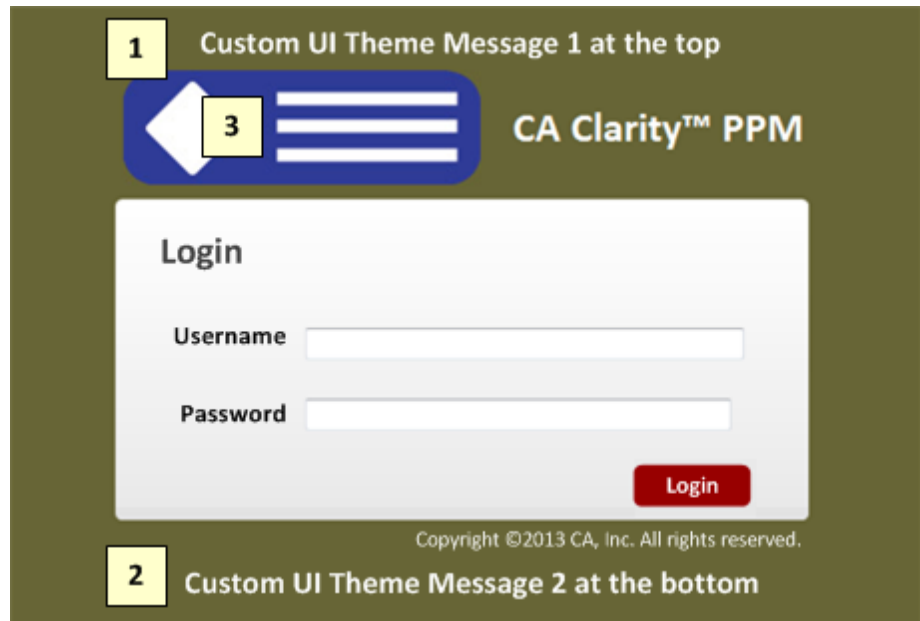 1 Custom UI Theme Message 1 at the top
3 CA Clarity™ PPM
Login
Username
Password
Login
Copyright ©2013 CA, Inc. All rights reserved.
2 Custom UI Theme Message 2 at the bottom